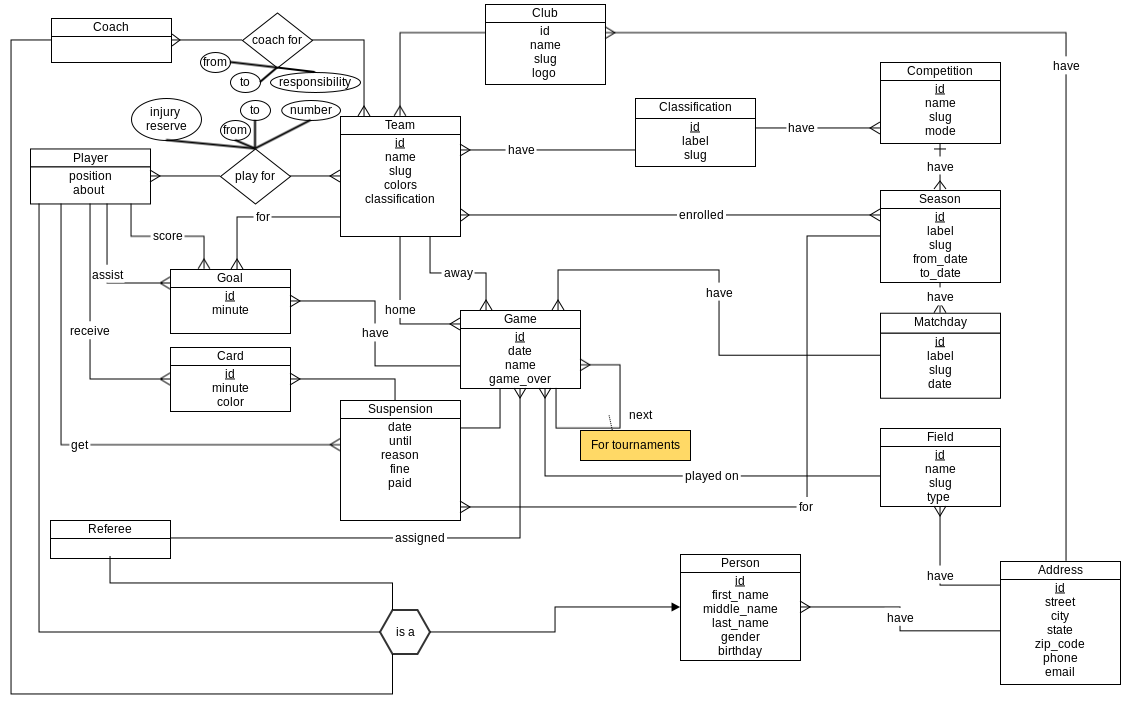 Coach
coach for
from
to
responsibility
Club
id
name
slug
logo
have
Competition
id
name
slug
mode
Classification
id
label
slug
have
injury
reserve
to
from
number
Team
id
name
slug
colors
classification
have
Player
position
about
play for
have
Season
id
label
slug
from_date
to_date
for
enrolled
score
assist
Goal
id
minute
away
home
have
have
have
Matchday
id
label
slug
date
Game
id
date
name
game_over
receive
Card
id
minute
color
Suspension
date
until
reason
fine
paid
next
For tournaments
get
Field
id
name
slug
type
played on
for
Referee
assigned
have
Person
id
first_name
middle_name
last_name
gender
birthday
Address
id
street
city
state
zip_code
phone
email
have
is a